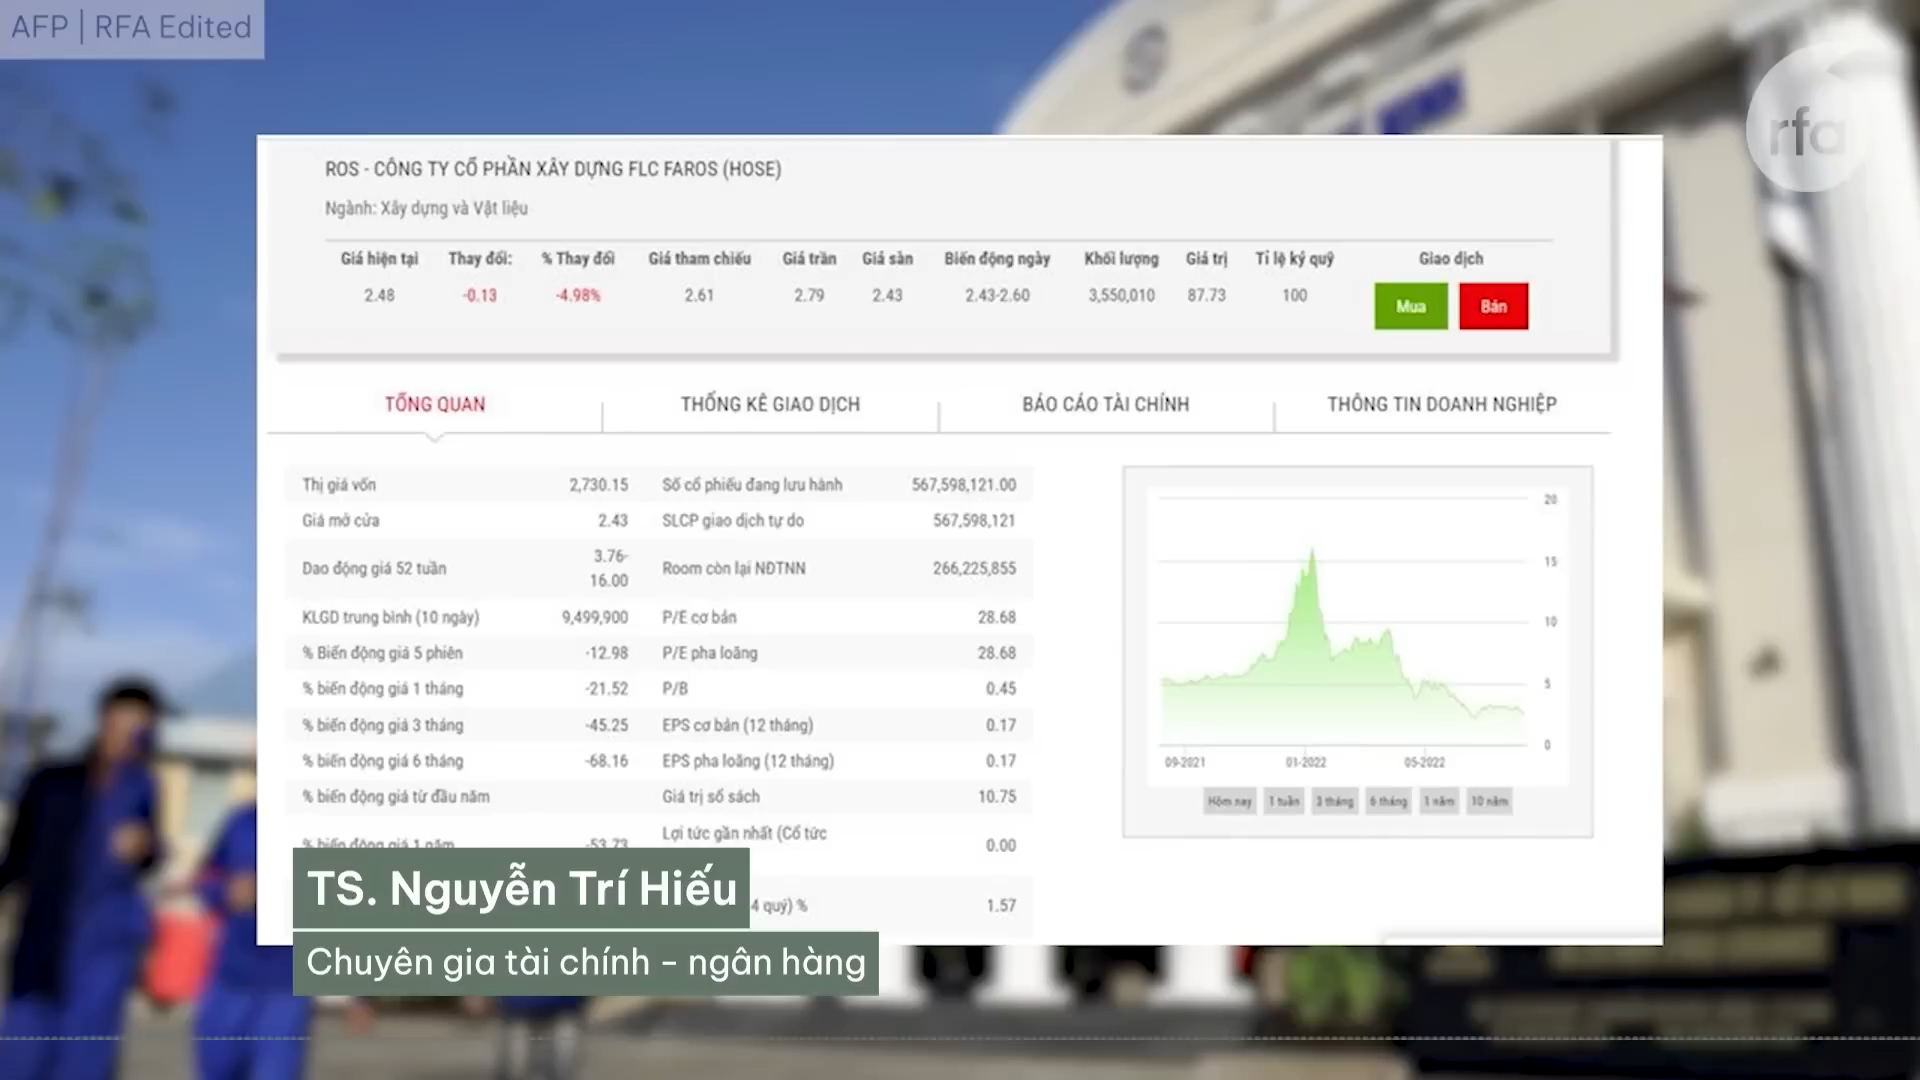 AFP | RFA Edited
rfa
ROS - CÔNG TY CỔ PHẦN XÂY DỰNG FLC FAROS (HOSE)
Ngành: Xây dựng và Vật liệu
Giá hiện tại Thay đổi: % Thay đổi Giá tham chiếu Giá trần Giá sàn Biến động ngày Khối lượng Giá trị Tỉ lệ ký quỹ Giao dịch
2.48 -0.13 -4.98% 2.61 2.79 2.43 2.43-2.60 3,550,010 87.73 100 Mua Bán
TỔNG QUAN THỐNG KÊ GIAO DỊCH BÁO CÁO TÀI CHÍNH THÔNG TIN DOANH NGHIỆP
Thị giá vốn 2,730.15 Số cổ phiếu đang lưu hành 567,598,121.00
Giá mở cửa 2.43 SLCP giao dịch tự do 567,598,121
Dao động giá 52 tuần 3.76-16.00 Room còn lại NĐTNN 266,225,855
KLGD trung bình (10 ngày) 9,499,900 P/E cơ bản 28.68
% Biến động giá 5 phiên -12.98 P/E pha loãng 28.68
% biến động giá 1 tháng -21.52 P/B 0.45
% biến động giá 3 tháng -45.25 EPS cơ bản (12 tháng) 0.17
% biến động giá 6 tháng -68.16 EPS pha loãng (12 tháng) 0.17
% biến động giá từ đầu năm Giá trị sổ sách 10.75
% biến động giá 1 năm -53.73 Lợi tức gần nhất (Cổ tức 0.00
4 quý) % 1.57
20
15
10
5
0
09-2021 01-2022 05-2022
Hôm nay 1 tuần 3 tháng 6 tháng 1 năm 10 năm
TS. Nguyễn Trí Hiếu
Chuyên gia tài chính - ngân hàng